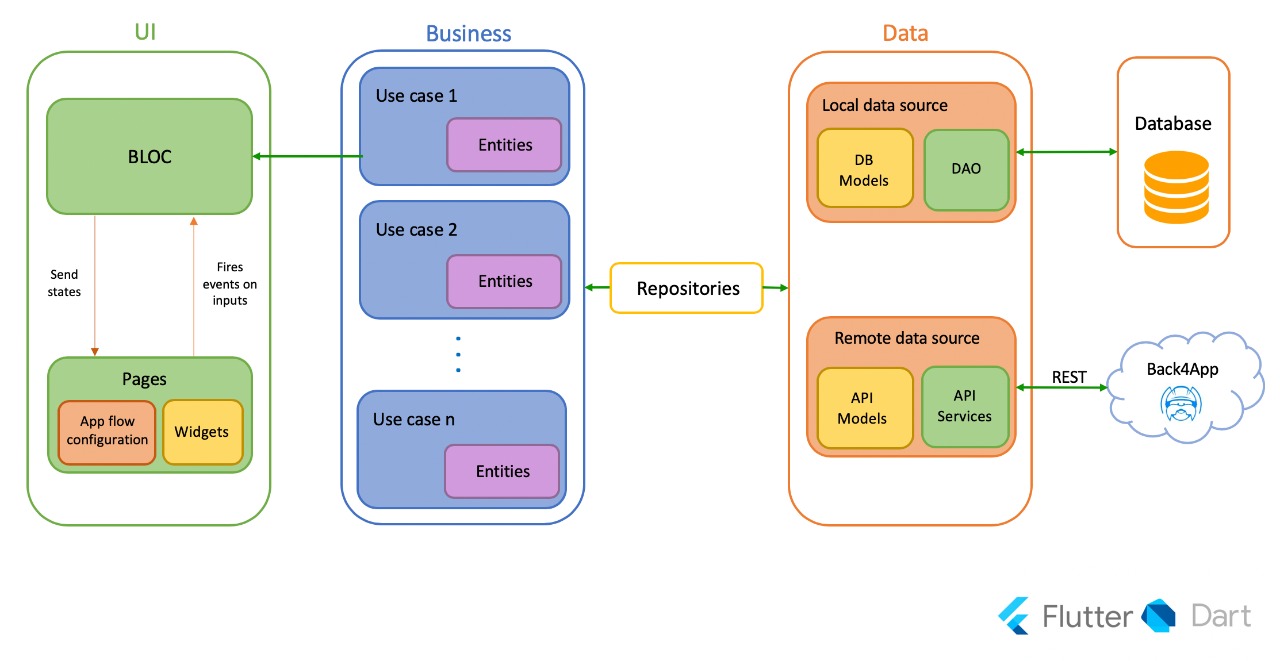 UI
BLOC
Send
states
Fires
events on
inputs
Pages
App flow
configuration
Widgets
Business
Use case 1
Entities
Use case 2
Entities
Use case n
Entities
Repositories
Data
Local data source
DB
Models
DAO
Remote data source
API
Models
API
Services
Database
REST
Back4App
Flutter
Dart